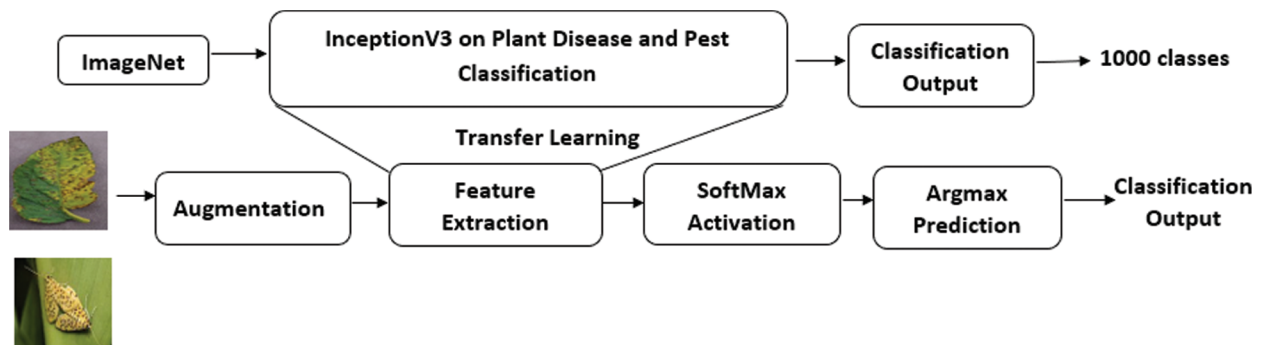 ImageNet
InceptionV3 on Plant Disease and Pest
Classification
Classification
Output
1000 classes
Transfer Learning
Augmentation
Feature
Extraction
SoftMax
Activation
Argmax
Prediction
Classification
Output